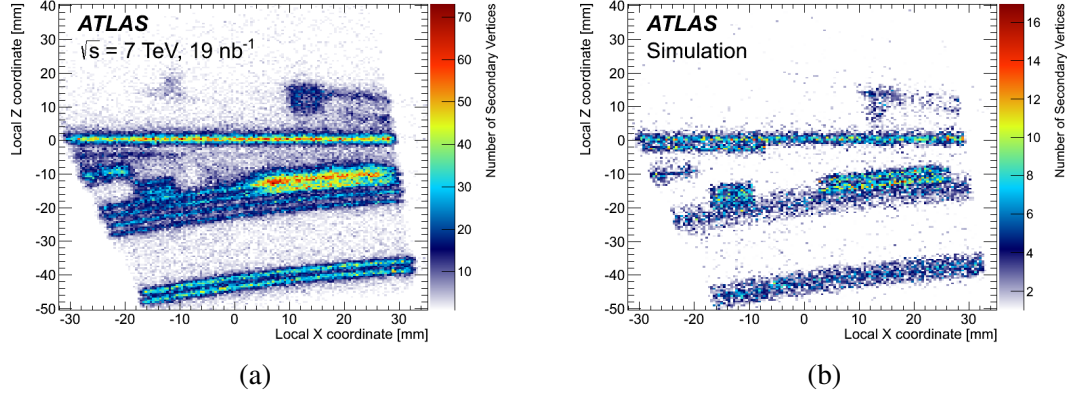 ATLAS
√s = 7 TeV, 19 nb⁻¹
Local Z coordinate [mm]
40
30
20
10
0
-10
-20
-30
-40
-50
-30 -20 -10 0 10 20 30
Local X coordinate [mm]
70
60
50
40
30
20
10
Number of Secondary Vertices
(a)
ATLAS
Simulation
Local Z coordinate [mm]
40
30
20
10
0
-10
-20
-30
-40
-50
-30 -20 -10 0 10 20 30
Local X coordinate [mm]
16
14
12
10
8
6
4
2
Number of Secondary Vertices
(b)